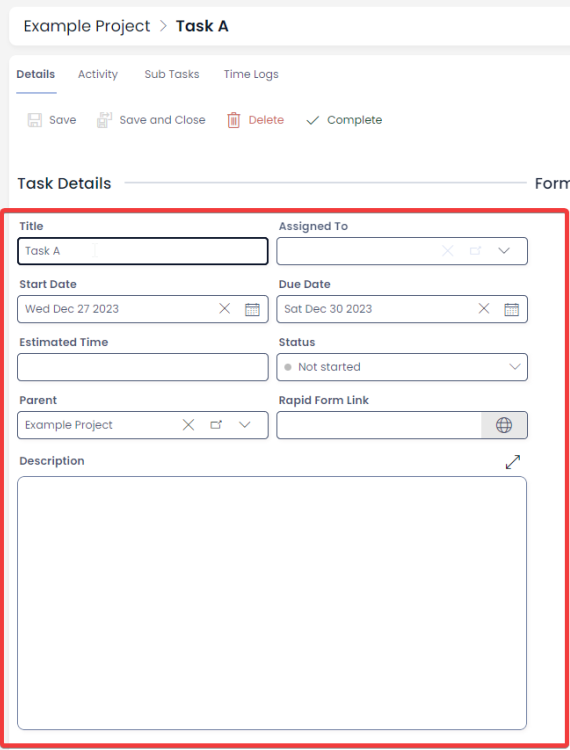 Example Project > Task A
Details Activity Sub Tasks Time Logs
Save Save and Close Delete Complete
Task Details Form
Title Assigned To
Task A
Start Date Due Date
Wed Dec 27 2023 Sat Dec 30 2023
Estimated Time Status
Not started
Parent Rapid Form Link
Example Project
Description